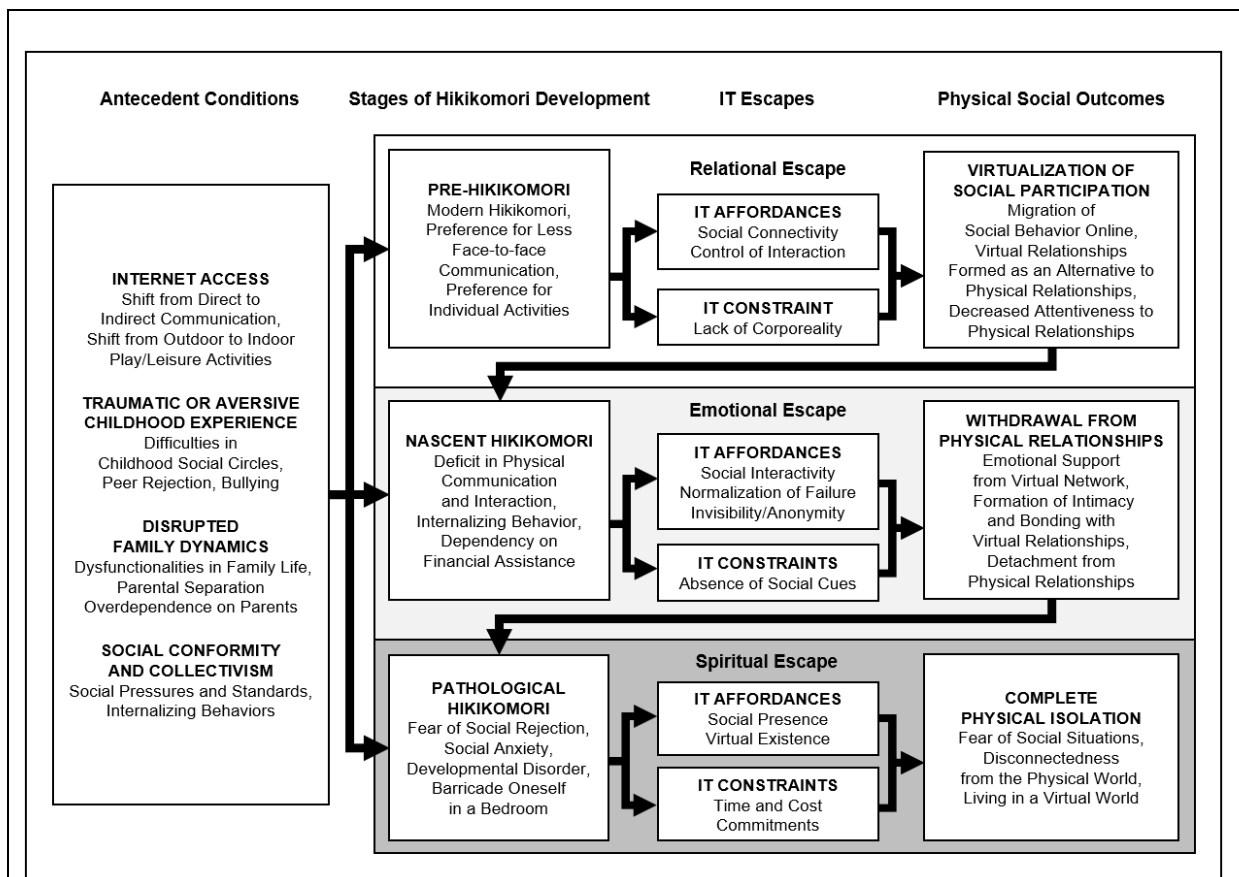 Antecedent Conditions
Stages of Hikikomori Development
IT Escapes
Physical Social Outcomes
INTERNET ACCESS
Shift from Direct to
Indirect Communication,
Shift from Outdoor to Indoor
Play/Leisure Activities
TRAUMATIC OR AVERSIVE
CHILDHOOD EXPERIENCE
Difficulties in
Childhood Social Circles,
Peer Rejection, Bullying
DISRUPTED
FAMILY DYNAMICS
Dysfunctionalities in Family Life,
Parental Separation
Overdependence on Parents
SOCIAL CONFORMITY
AND COLLECTIVISM
Social Pressures and Standards,
Internalizing Behaviors
PRE-HIKIKOMORI
Modern Hikikomori,
Preference for Less
Face-to-face
Communication,
Preference for
Individual Activities
Relational Escape
IT AFFORDANCES
Social Connectivity
Control of Interaction
IT CONSTRAINT
Lack of Corporeality
VIRTUALIZATION OF
SOCIAL PARTICIPATION
Migration of
Social Behavior Online,
Virtual Relationships
Formed as an Alternative to
Physical Relationships,
Decreased Attentiveness to
Physical Relationships
NASCENT HIKIKOMORI
Deficit in Physical
Communication
and Interaction,
Internalizing Behavior,
Dependency on
Financial Assistance
Emotional Escape
IT AFFORDANCES
Social Interactivity
Normalization of Failure
Invisibility/Anonymity
IT CONSTRAINTS
Absence of Social Cues
WITHDRAWAL FROM
PHYSICAL RELATIONSHIPS
Emotional Support
from Virtual Network,
Formation of Intimacy
and Bonding with
Virtual Relationships,
Detachment from
Physical Relationships
PATHOLOGICAL
HIKIKOMORI
Fear of Social Rejection,
Social Anxiety,
Developmental Disorder,
Barricade Oneself
in a Bedroom
Spiritual Escape
IT AFFORDANCES
Social Presence
Virtual Existence
IT CONSTRAINTS
Time and Cost
Commitments
COMPLETE
PHYSICAL ISOLATION
Fear of Social Situations,
Disconnectedness
from the Physical World,
Living in a Virtual World